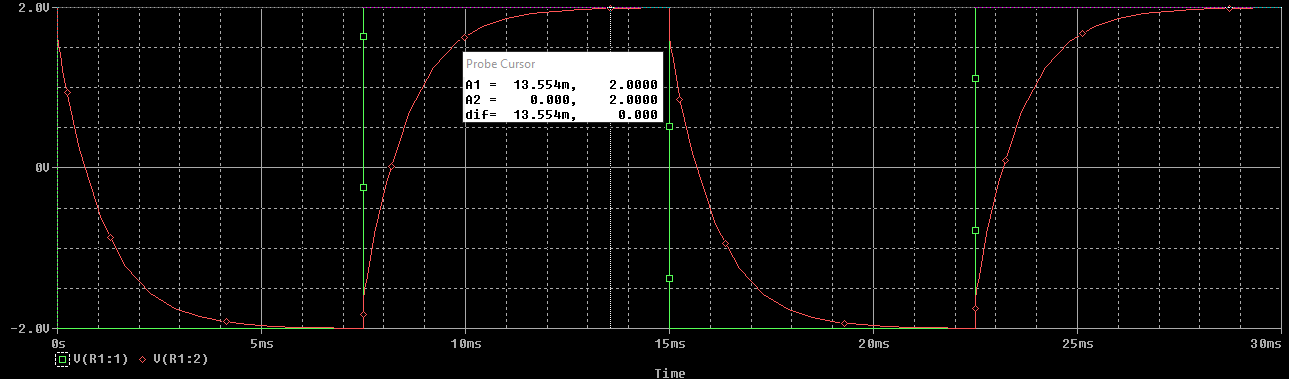 2.0V
Probe Cursor
A1 = 13.554m, 2.0000
A2 = 0.000, 2.0000
dif= 13.554m, 0.000
0V
-2.0V
0s 5ms 10ms 15ms 20ms 25ms 30ms
V(R1:1) V(R1:2)
Time